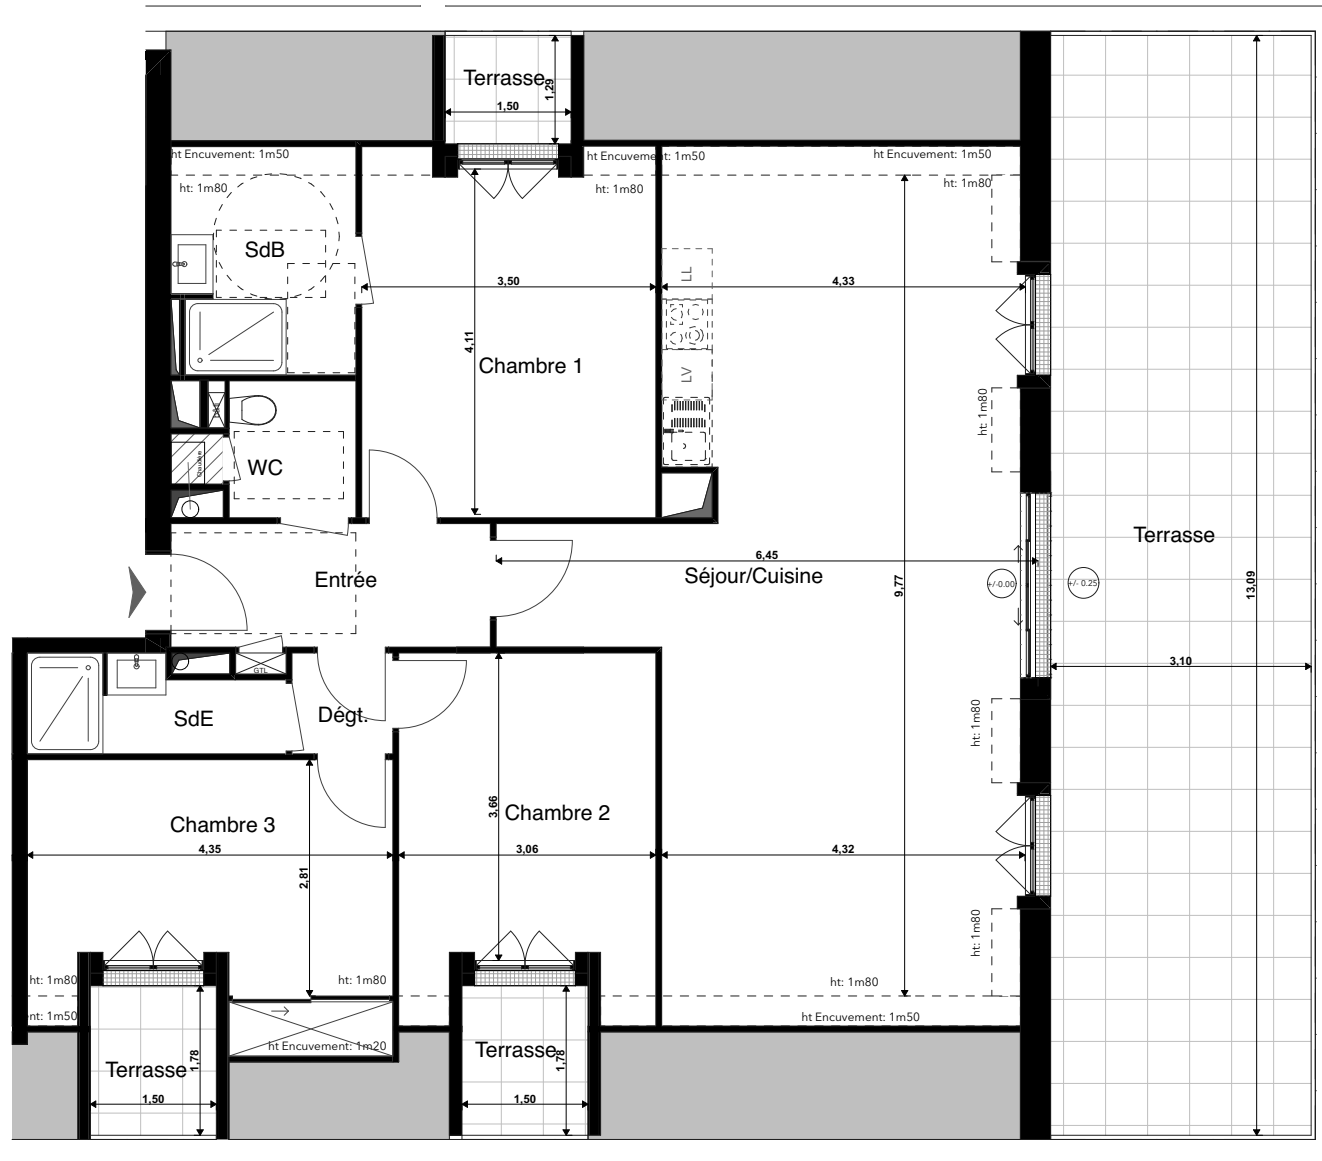 Terrasse
1,29
1,50
ht Encuvement: 1m50
ht Encuvement: 1m50
ht Encuvement: 1m50
ht: 1m80
ht: 1m80
ht: 1m80
SdB
LL
3,50
4,33
4,11
Chambre 1
LV
ht: 1m80
WC
Terrasse
6,45
Entrée
Séjour/Cuisine
+/-0.00
+/- 0.25
9,77
13,09
3,10
GTL
SdE
Dégt.
ht: 1m80
3,66
Chambre 2
Chambre 3
4,35
3,06
4,32
2,81
ht: 1m80
ht: 1m80
ht: 1m80
ht: 1m80
ent: 1m50
ht Encuvement: 1m50
ht Encuvement: 1m20
Terrasse
1,78
Terrasse
1,78
1,50
1,50